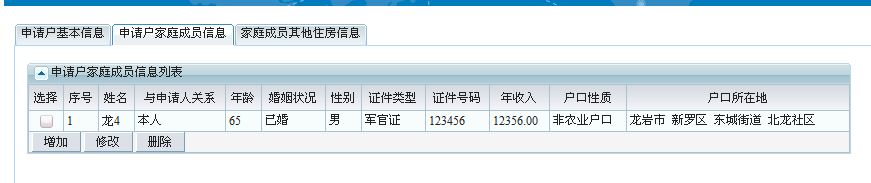 申请户基本信息 申请户家庭成员信息 家庭成员其他住房信息
申请户家庭成员信息列表
选择 序号 姓名 与申请人关系 年龄 婚姻状况 性别 证件类型 证件号码 年收入 户口性质 户口所在地
1 龙4 本人 65 已婚 男 军官证 123456 12356.00 非农业户口 龙岩市 新罗区 东城街道 北龙社区
增加 修改 删除